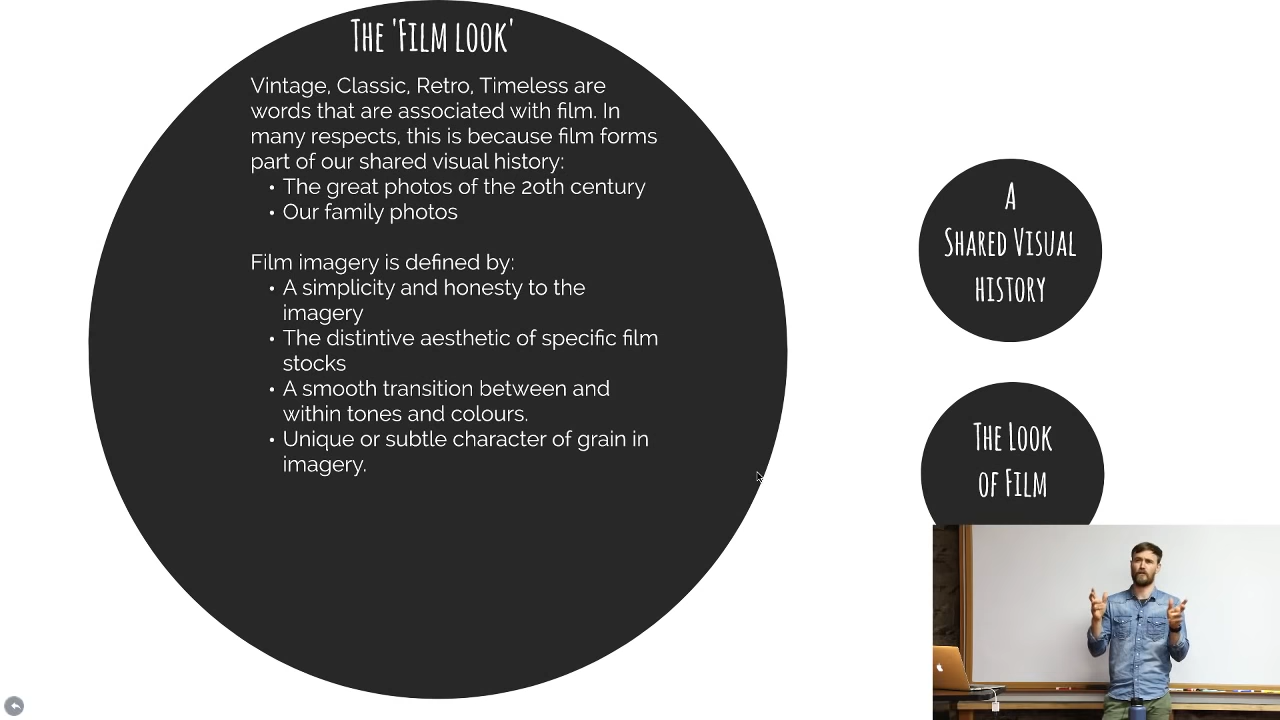 The 'Film look'
Vintage, Classic, Retro, Timeless are
words that are associated with film. In
many respects, this is because film forms
part of our shared visual history:
• The great photos of the 20th century
• Our family photos
Film imagery is defined by:
• A simplicity and honesty to the
imagery
• The distintive aesthetic of specific film
stocks
• A smooth transition between and
within tones and colours.
• Unique or subtle character of grain in
imagery.
A
Shared Visual
history
The Look
of Film